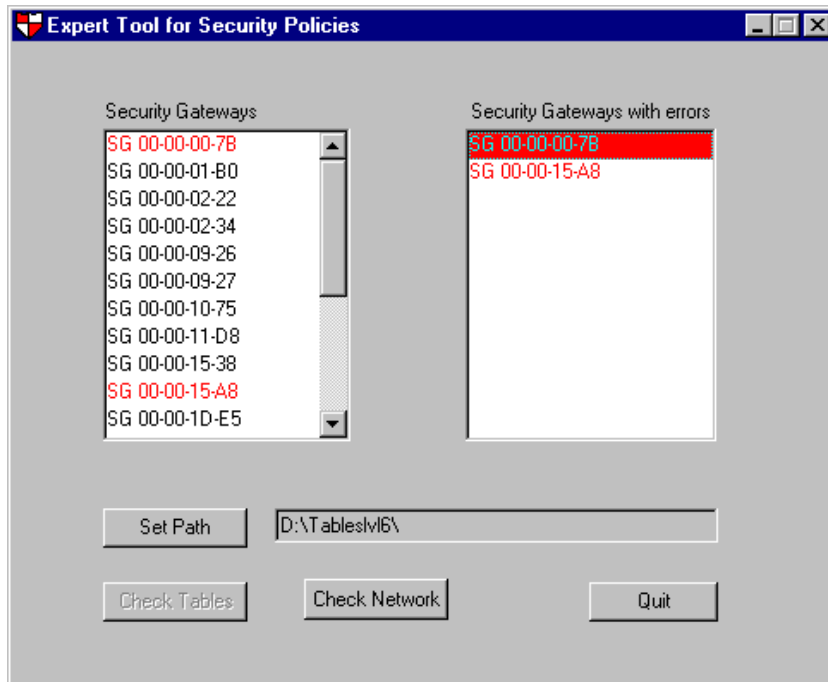 Expert Tool for Security Policies
Security Gateways
SG 00-00-00-7B
SG 00-00-01-B0
SG 00-00-02-22
SG 00-00-02-34
SG 00-00-09-26
SG 00-00-09-27
SG 00-00-10-75
SG 00-00-11-D8
SG 00-00-15-38
SG 00-00-15-A8
SG 00-00-1D-E5
Security Gateways with errors
SG 00-00-00-7B
SG 00-00-15-A8
Set Path
D:\Tableslvl6\
Check Tables
Check Network
Quit